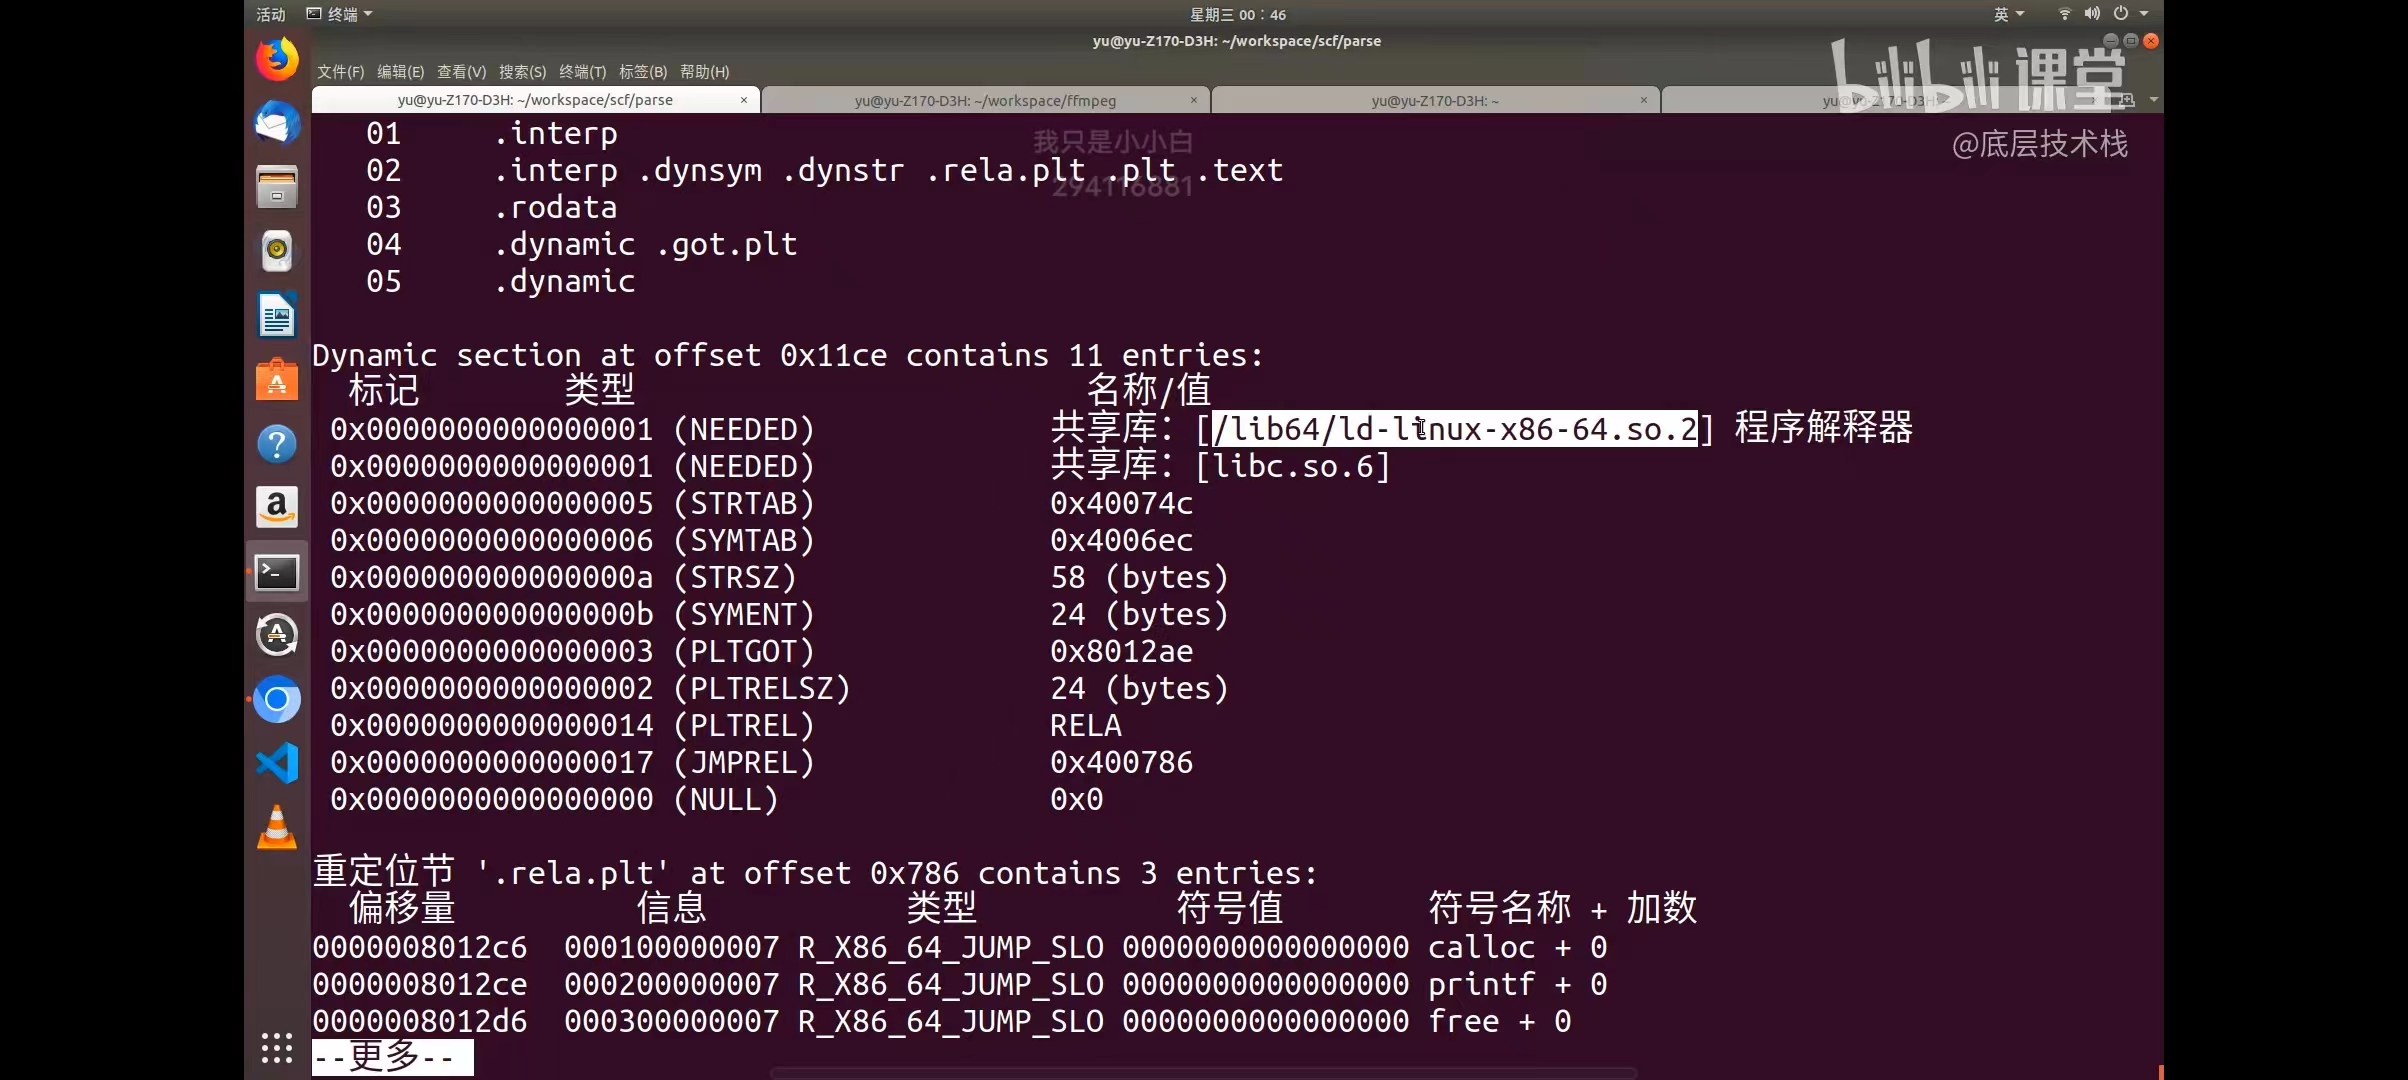 活动 终端 星期三 00：46 英
yu@yu-Z170-D3H: ~/workspace/scf/parse
文件(F) 编辑(E) 查看(V) 搜索(S) 终端(T) 标签(B) 帮助(H)
yu@yu-Z170-D3H: ~/workspace/scf/parse × yu@yu-Z170-D3H: ~/workspace/ffmpeg × yu@yu-Z170-D3H: ~ × yu@yu-Z170-D3H: ~
bilibili 课堂
@底层技术栈
我只是小小白
294116881
01 .interp
02 .interp .dynsym .dynstr .rela.plt .plt .text
03 .rodata
04 .dynamic .got.plt
05 .dynamic
Dynamic section at offset 0x11ce contains 11 entries:
标记 类型 名称/值
0x0000000000000001 (NEEDED) 共享库：[/lib64/ld-linux-x86-64.so.2] 程序解释器
0x0000000000000001 (NEEDED) 共享库：[libc.so.6]
0x0000000000000005 (STRTAB) 0x40074c
0x0000000000000006 (SYMTAB) 0x4006ec
0x000000000000000a (STRSZ) 58 (bytes)
0x000000000000000b (SYMENT) 24 (bytes)
0x0000000000000003 (PLTGOT) 0x8012ae
0x0000000000000002 (PLTRELSZ) 24 (bytes)
0x0000000000000014 (PLTREL) RELA
0x0000000000000017 (JMPREL) 0x400786
0x0000000000000000 (NULL) 0x0
重定位节 '.rela.plt' at offset 0x786 contains 3 entries:
偏移量 信息 类型 符号值 符号名称 + 加数
0000008012c6 000100000007 R_X86_64_JUMP_SLO 0000000000000000 calloc + 0
0000008012ce 000200000007 R_X86_64_JUMP_SLO 0000000000000000 printf + 0
0000008012d6 000300000007 R_X86_64_JUMP_SLO 0000000000000000 free + 0
--更多--